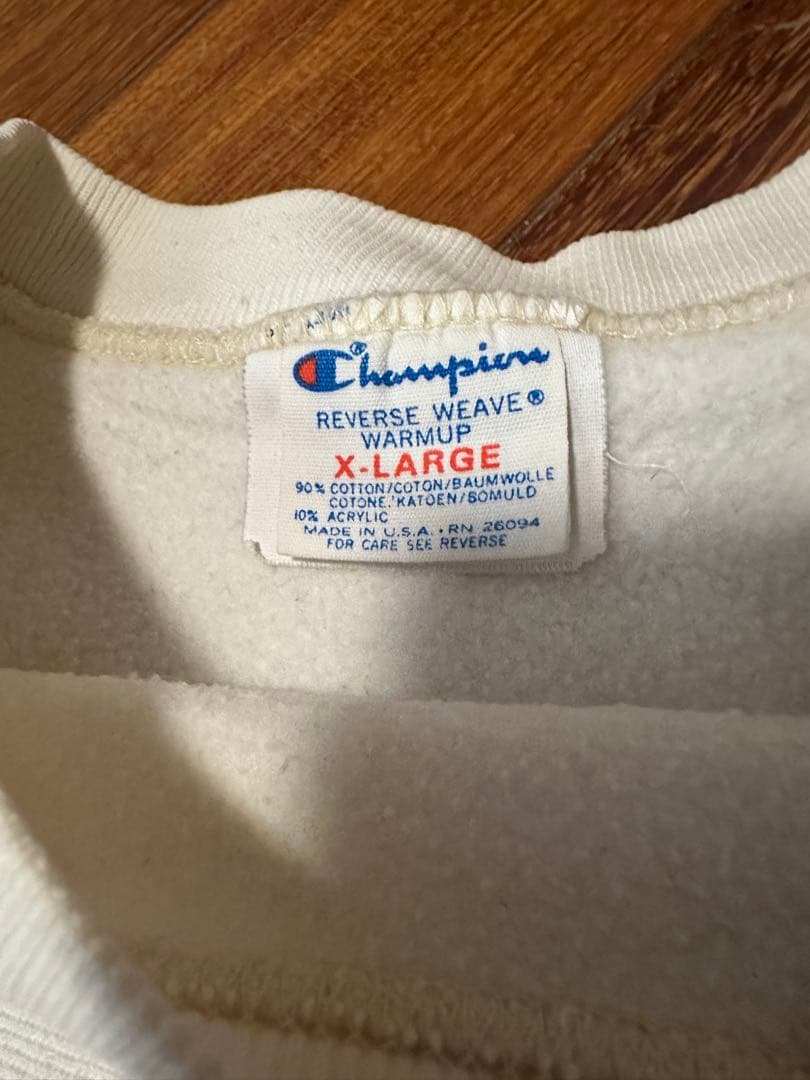 Champion®
REVERSE WEAVE®
WARMUP
X-LARGE
90% COTTON/COTON/BAUMWOLLE
COTONE/KATOEN/BOMULD
10% ACRYLIC
MADE IN U.S.A. • RN 26094
FOR CARE SEE REVERSE